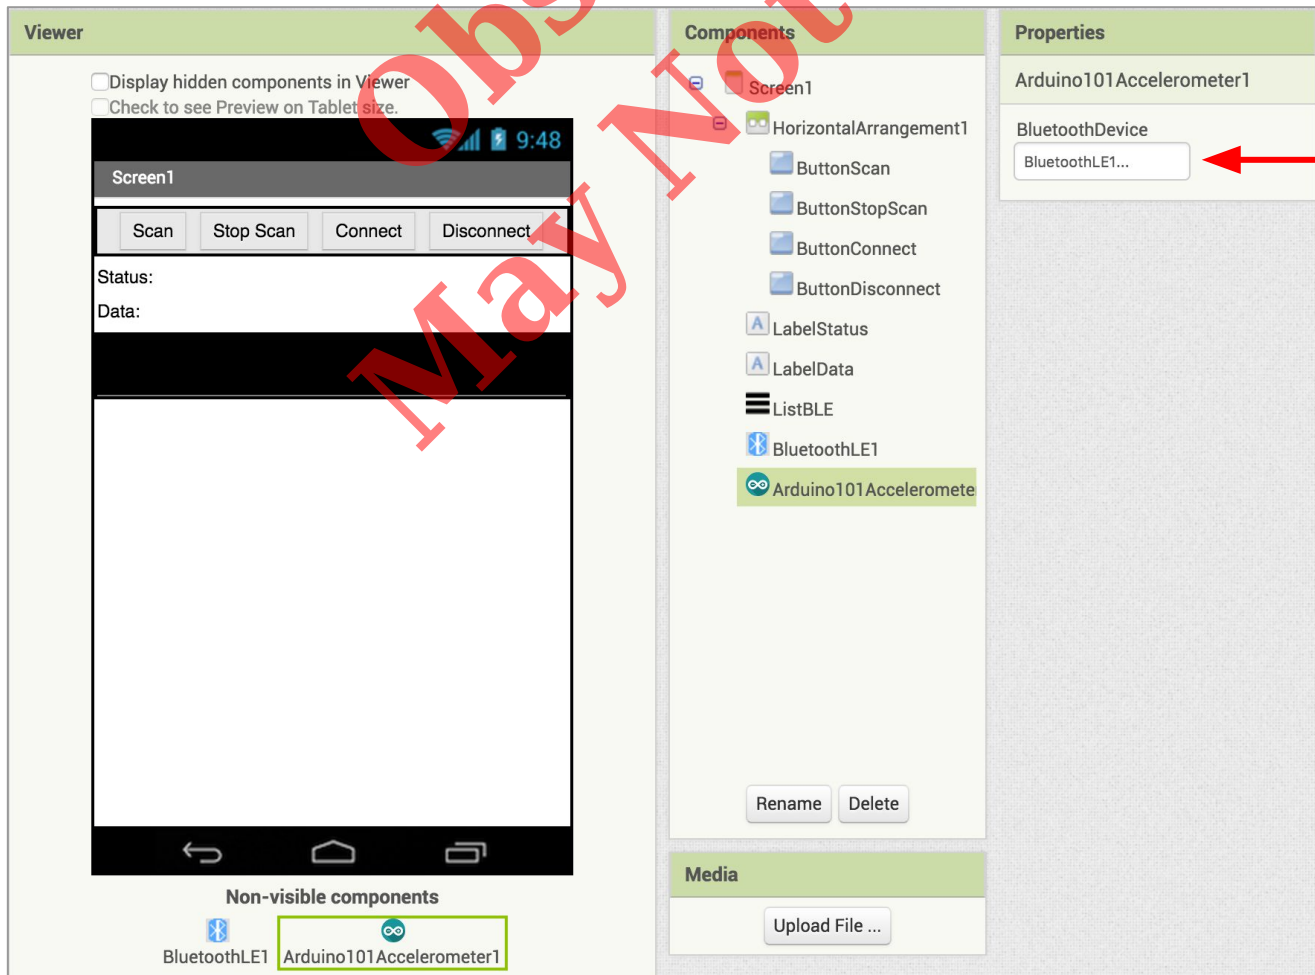 Viewer
Display hidden components in Viewer
Check to see Preview on Tablet size.
9:48
Screen1
Scan Stop Scan Connect Disconnect
Status:
Data:
Non-visible components
BluetoothLE1 Arduino101Accelerometer1
Components
Screen1
HorizontalArrangement1
ButtonScan
ButtonStopScan
ButtonConnect
ButtonDisconnect
A LabelStatus
A LabelData
ListBLE
BluetoothLE1
Arduino101Acceleromete
Rename Delete
Media
Upload File ...
Properties
Arduino101Accelerometer1
BluetoothDevice
BluetoothLE1...
Obs
May Not